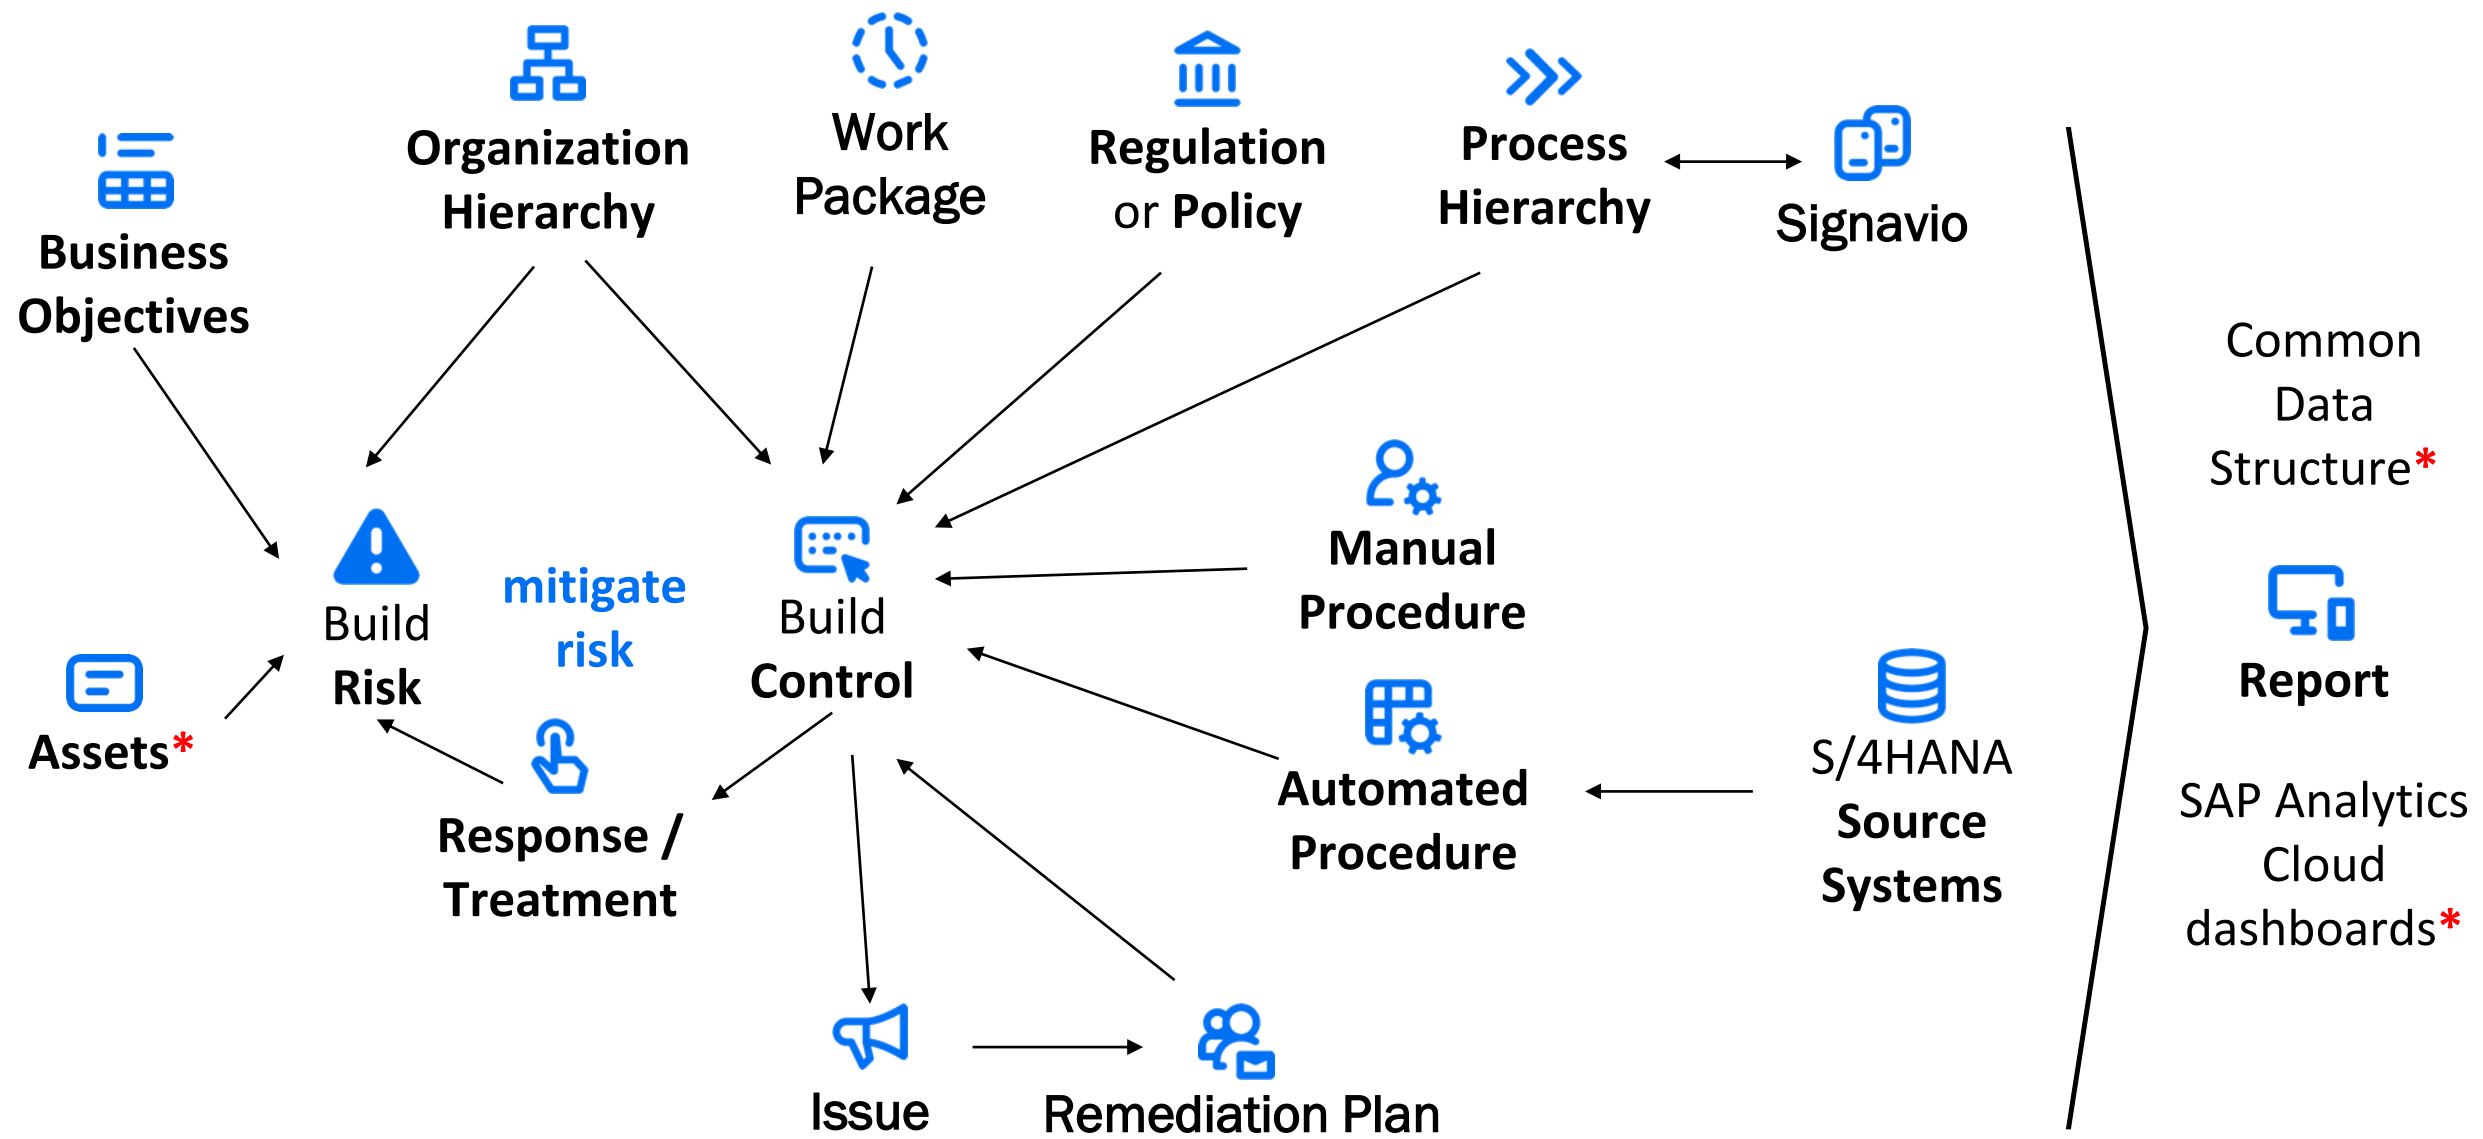 Organization
Hierarchy
Work
Package
Regulation
or Policy
Process
Hierarchy
Signavio
Business
Objectives
Common
Data
Structure*
Manual
Procedure
mitigate
risk
Build
Risk
Build
Control
Report
Assets*
Response /
Treatment
Automated
Procedure
S/4HANA
Source
Systems
SAP Analytics
Cloud
dashboards*
Issue
Remediation Plan